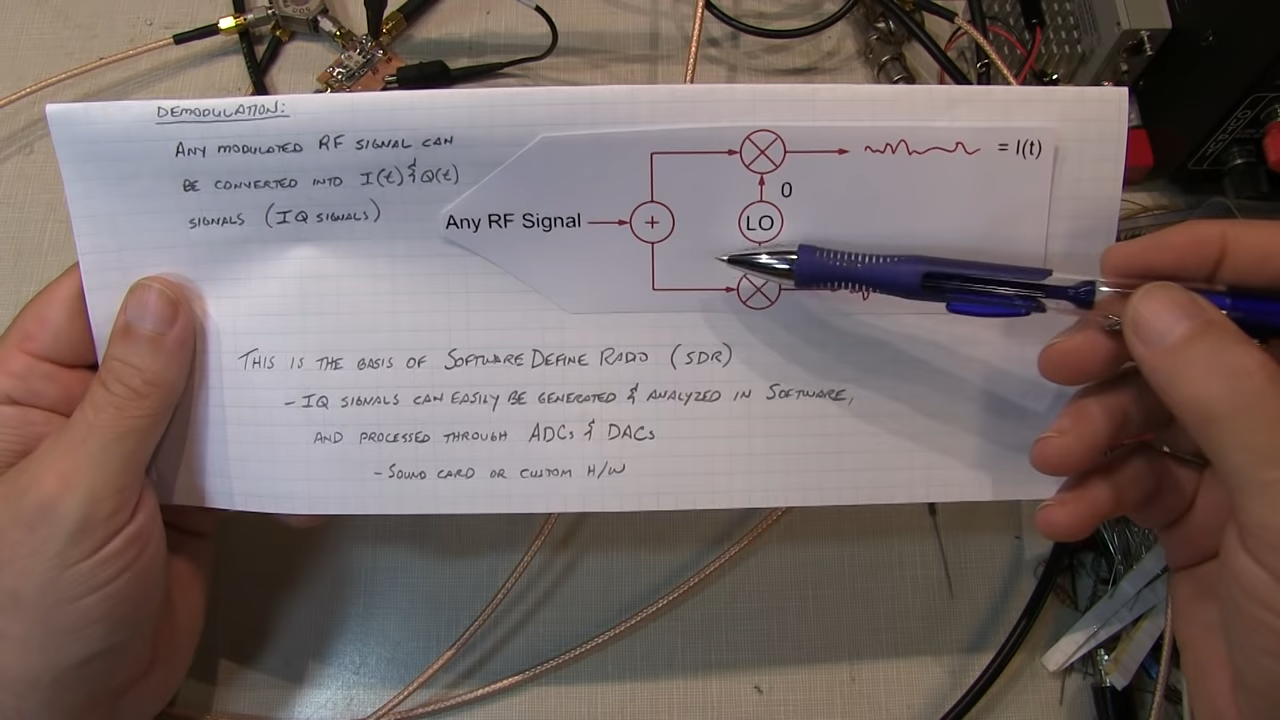 DEMODULATION:
ANY MODULATED RF SIGNAL CAN
BE CONVERTED INTO I(t) & Q(t)
SIGNALS (IQ SIGNALS)
Any RF Signal
+
LO
0
= I(t)
THIS IS THE BASIS OF SOFTWARE DEFINE RADO (SDR)
- IQ SIGNALS CAN EASILY BE GENERATED & ANALYZED IN SOFTWARE,
AND PROCESSED THROUGH ADCs & DACs
- SOUND CARD OR CUSTOM H/W